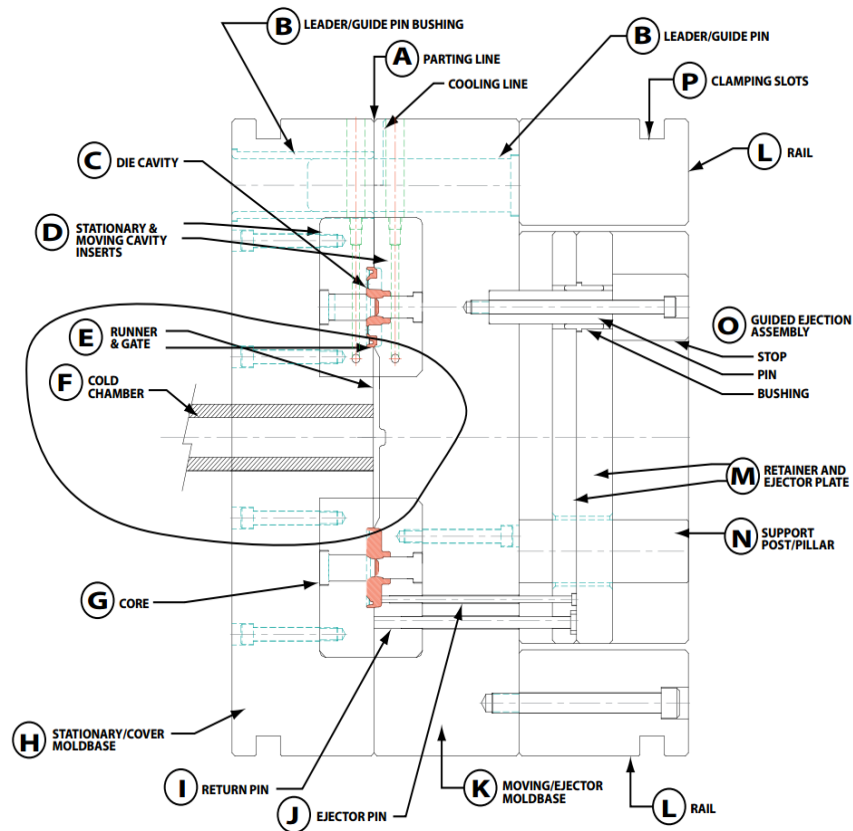 B LEADER/GUIDE PIN BUSHING
A PARTING LINE
B LEADER/GUIDE PIN
COOLING LINE
P CLAMPING SLOTS
C DIE CAVITY
L RAIL
D STATIONARY &
MOVING CAVITY
INSERTS
E RUNNER
& GATE
O GUIDED EJECTION
ASSEMBLY
STOP
PIN
BUSHING
F COLD
CHAMBER
M RETAINER AND
EJECTOR PLATE
N SUPPORT
POST/PILLAR
G CORE
H STATIONARY/COVER
MOLDBASE
I RETURN PIN
J EJECTOR PIN
K MOVING/EJECTOR
MOLDBASE
L RAIL